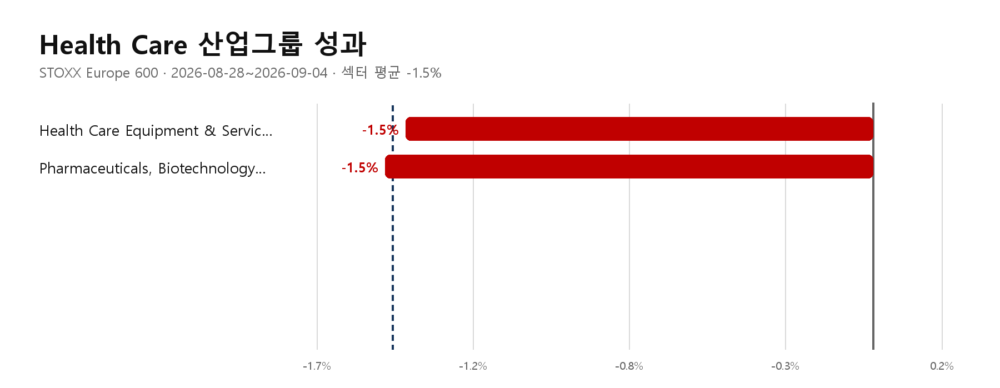 Health Care 산업그룹 성과
STOXX Europe 600 · 2026-08-28~2026-09-04 · 섹터 평균 -1.5%
Health Care Equipment & Servic... -1.5%
Pharmaceuticals, Biotechnology... -1.5%
-1.7% -1.2% -0.8% -0.3% 0.2%